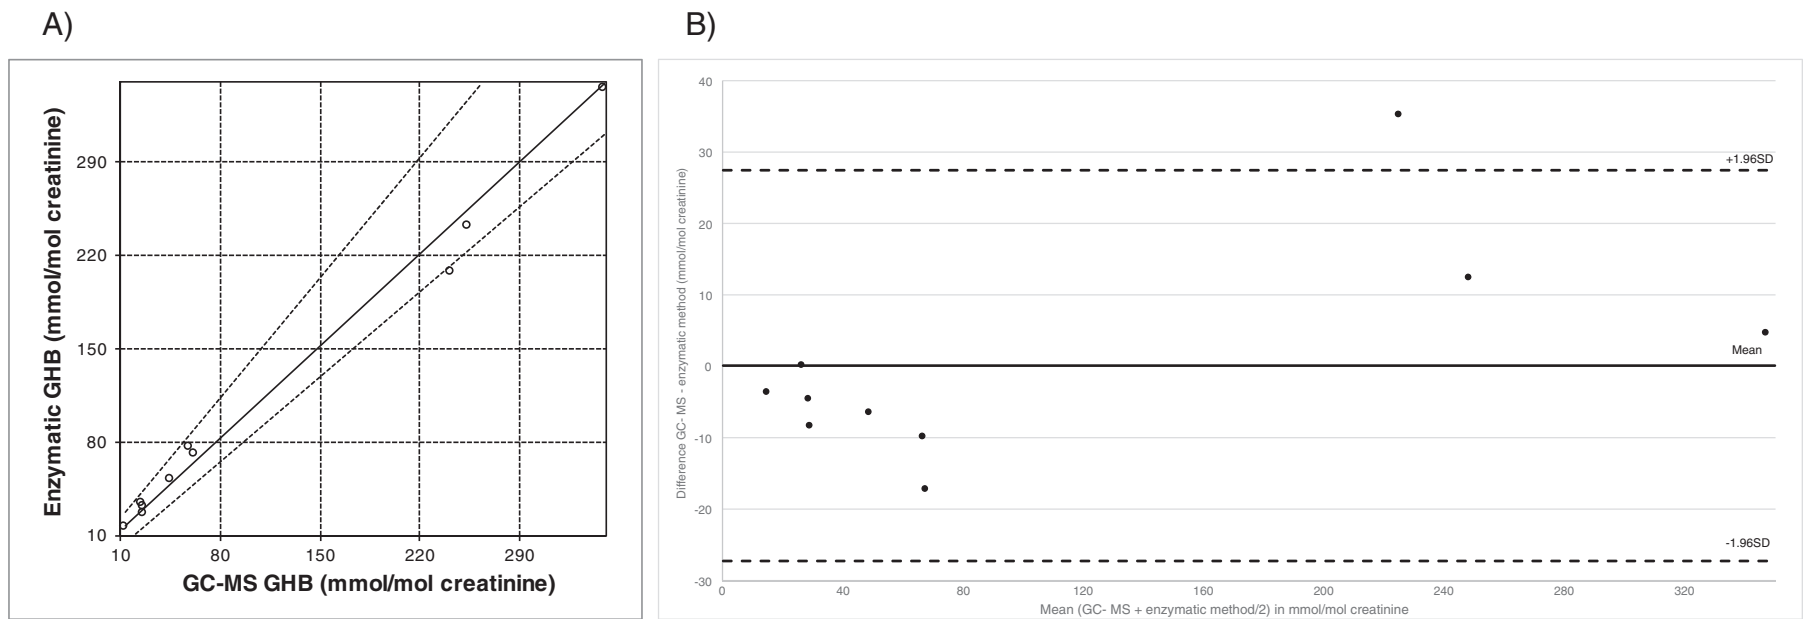 A)
B)
Enzymatic GHB (mmol/mol creatinine)
290
220
150
80
10
10 80 150 220 290
GC-MS GHB (mmol/mol creatinine)
Difference GC- MS - enzymatic method (mmol/mol creatinine)
40
30
20
10
0
-10
-20
-30
+1.96SD
Mean
-1.96SD
0 40 80 120 160 200 240 280 320
Mean (GC- MS + enzymatic method/2) in mmol/mol creatinine